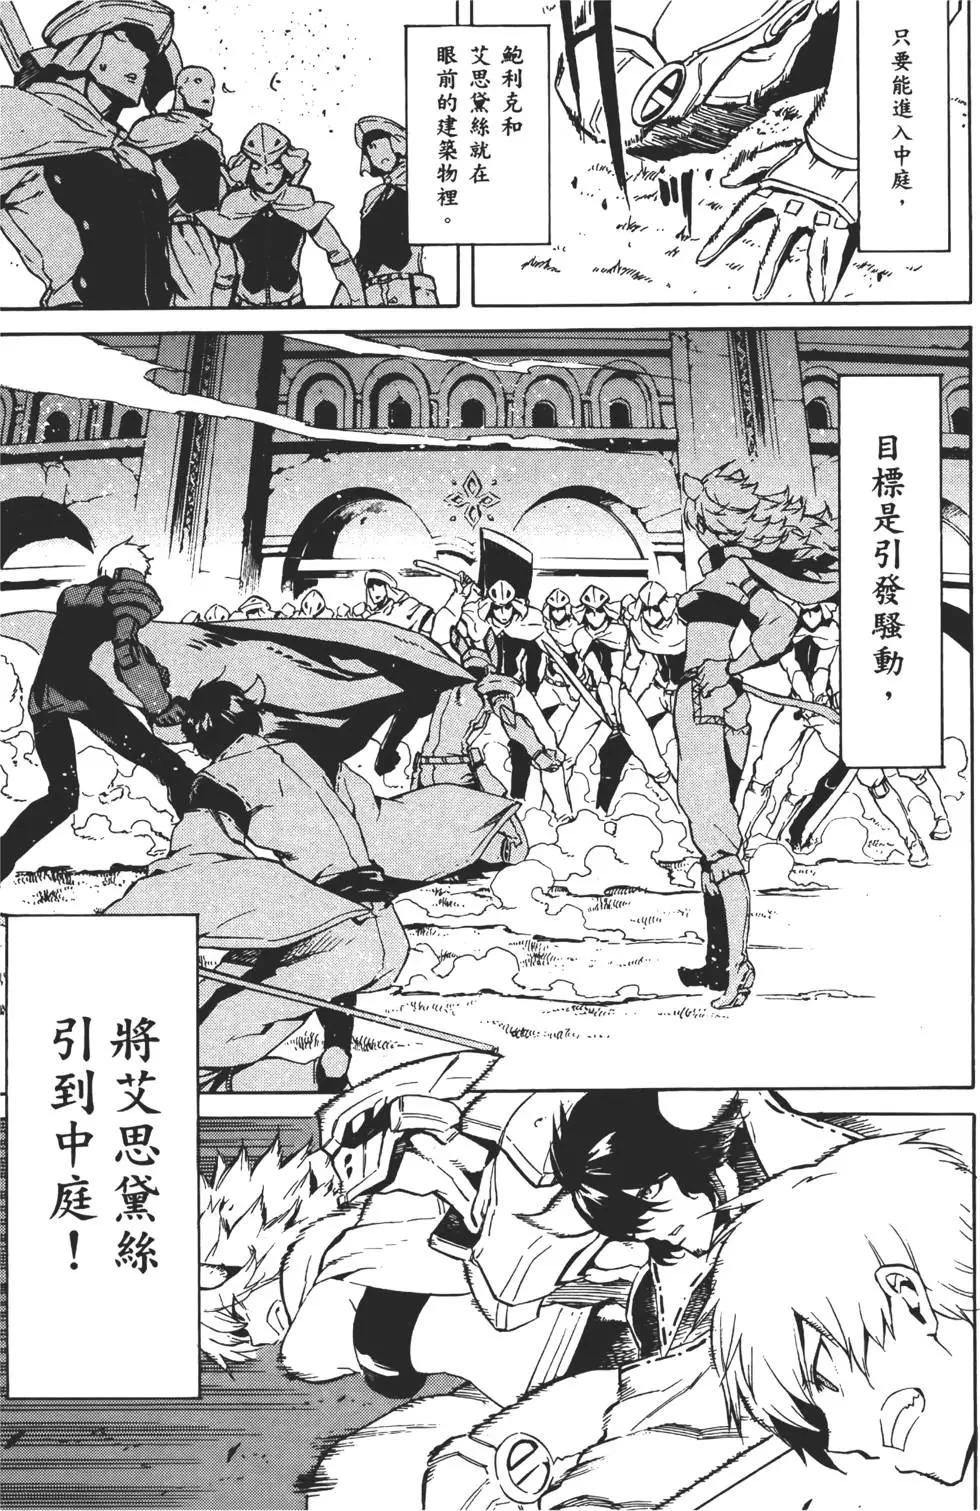 只要能進入中庭，
鮑利克和
艾思黛絲就在
眼前的建築物裡。
目標是引發騷動，
將艾思黛絲
引到中庭！